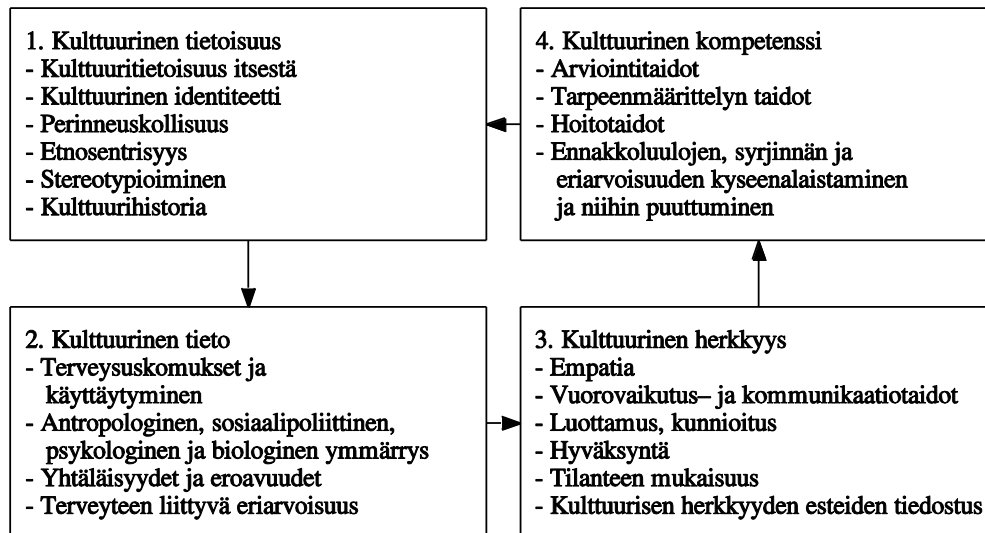 1. Kulttuurinen tietoisuus
- Kulttuuritietoisuus itsestä
- Kulttuurinen identiteetti
- Perinneuskollisuus
- Etnosentrisyys
- Stereotypioiminen
- Kulttuurihistoria
2. Kulttuurinen tieto
- Terveysuskomukset ja
käyttäytyminen
- Antropologinen, sosiaalipoliittinen,
psykologinen ja biologinen ymmärrys
- Yhtäläisyydet ja eroavuudet
- Terveyteen liittyvä eriarvoisuus
3. Kulttuurinen herkkyys
- Empatia
- Vuorovaikutus– ja kommunikaatiotaidot
- Luottamus, kunnioitus
- Hyväksyntä
- Tilanteen mukaisuus
- Kulttuurisen herkkyyden esteiden tiedostus
4. Kulttuurinen kompetenssi
- Arviointitaidot
- Tarpeenmäärittelyn taidot
- Hoitotaidot
- Ennakkoluulojen, syrjinnän ja
eriarvoisuuden kyseenalaistaminen
ja niihin puuttuminen